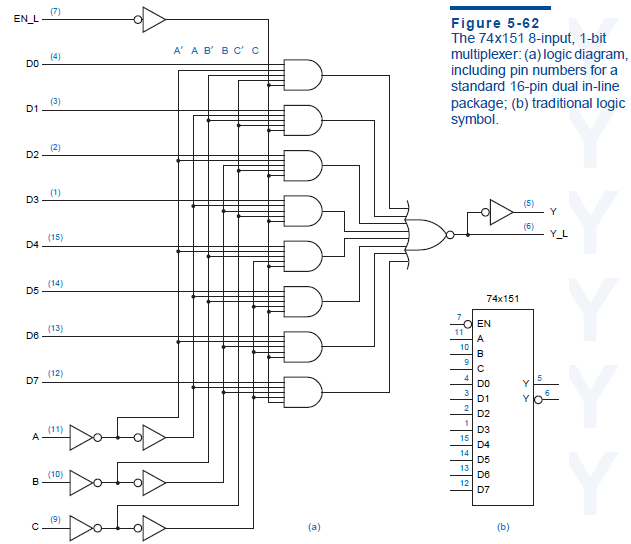 Figure 5-62
The 74x151 8-input, 1-bit
multiplexer: (a) logic diagram,
including pin numbers for a
standard 16-pin dual in-line
package; (b) traditional logic
symbol.
EN_L (7)
A′ A B′ B C′ C
D0 (4)
D1 (3)
D2 (2)
D3 (1)
D4 (15)
D5 (14)
D6 (13)
D7 (12)
A (11)
B (10)
C (9)
(5) Y
(6) Y_L
(a)
74x151
7 EN
11 A
10 B
9 C
4 D0
3 D1
2 D2
1 D3
15 D4
14 D5
13 D6
12 D7
Y 5
Y 6
(b)
Y
Y
Y
Y
Y
Y